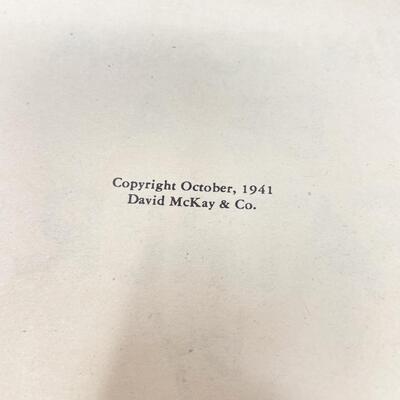 Copyright October, 1941
David McKay & Co.